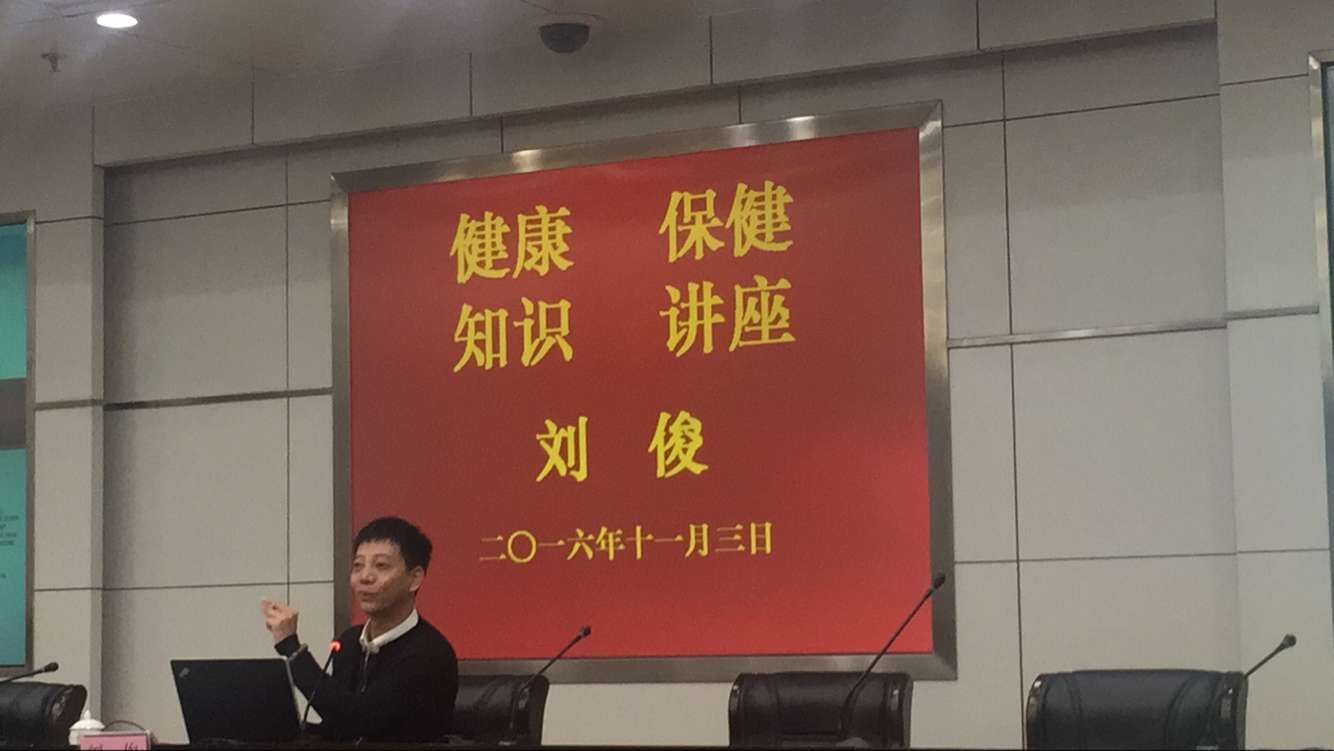 健康 保健
知识 讲座
刘 俊
二〇一六年十一月三日